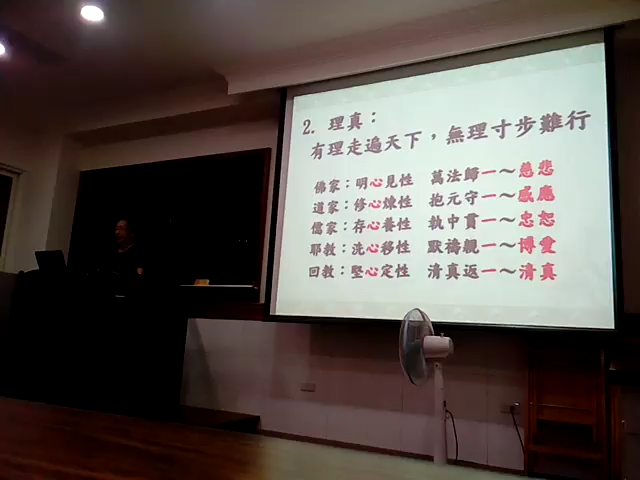 2. 理真：
有理走遍天下，無理寸步難行
佛家：明心見性 萬法歸一～慈悲
道家：修心煉性 抱元守一～感應
儒家：存心養性 執中貫一～忠恕
耶教：洗心移性 默禱親一～博愛
回教：堅心定性 清真返一～清真